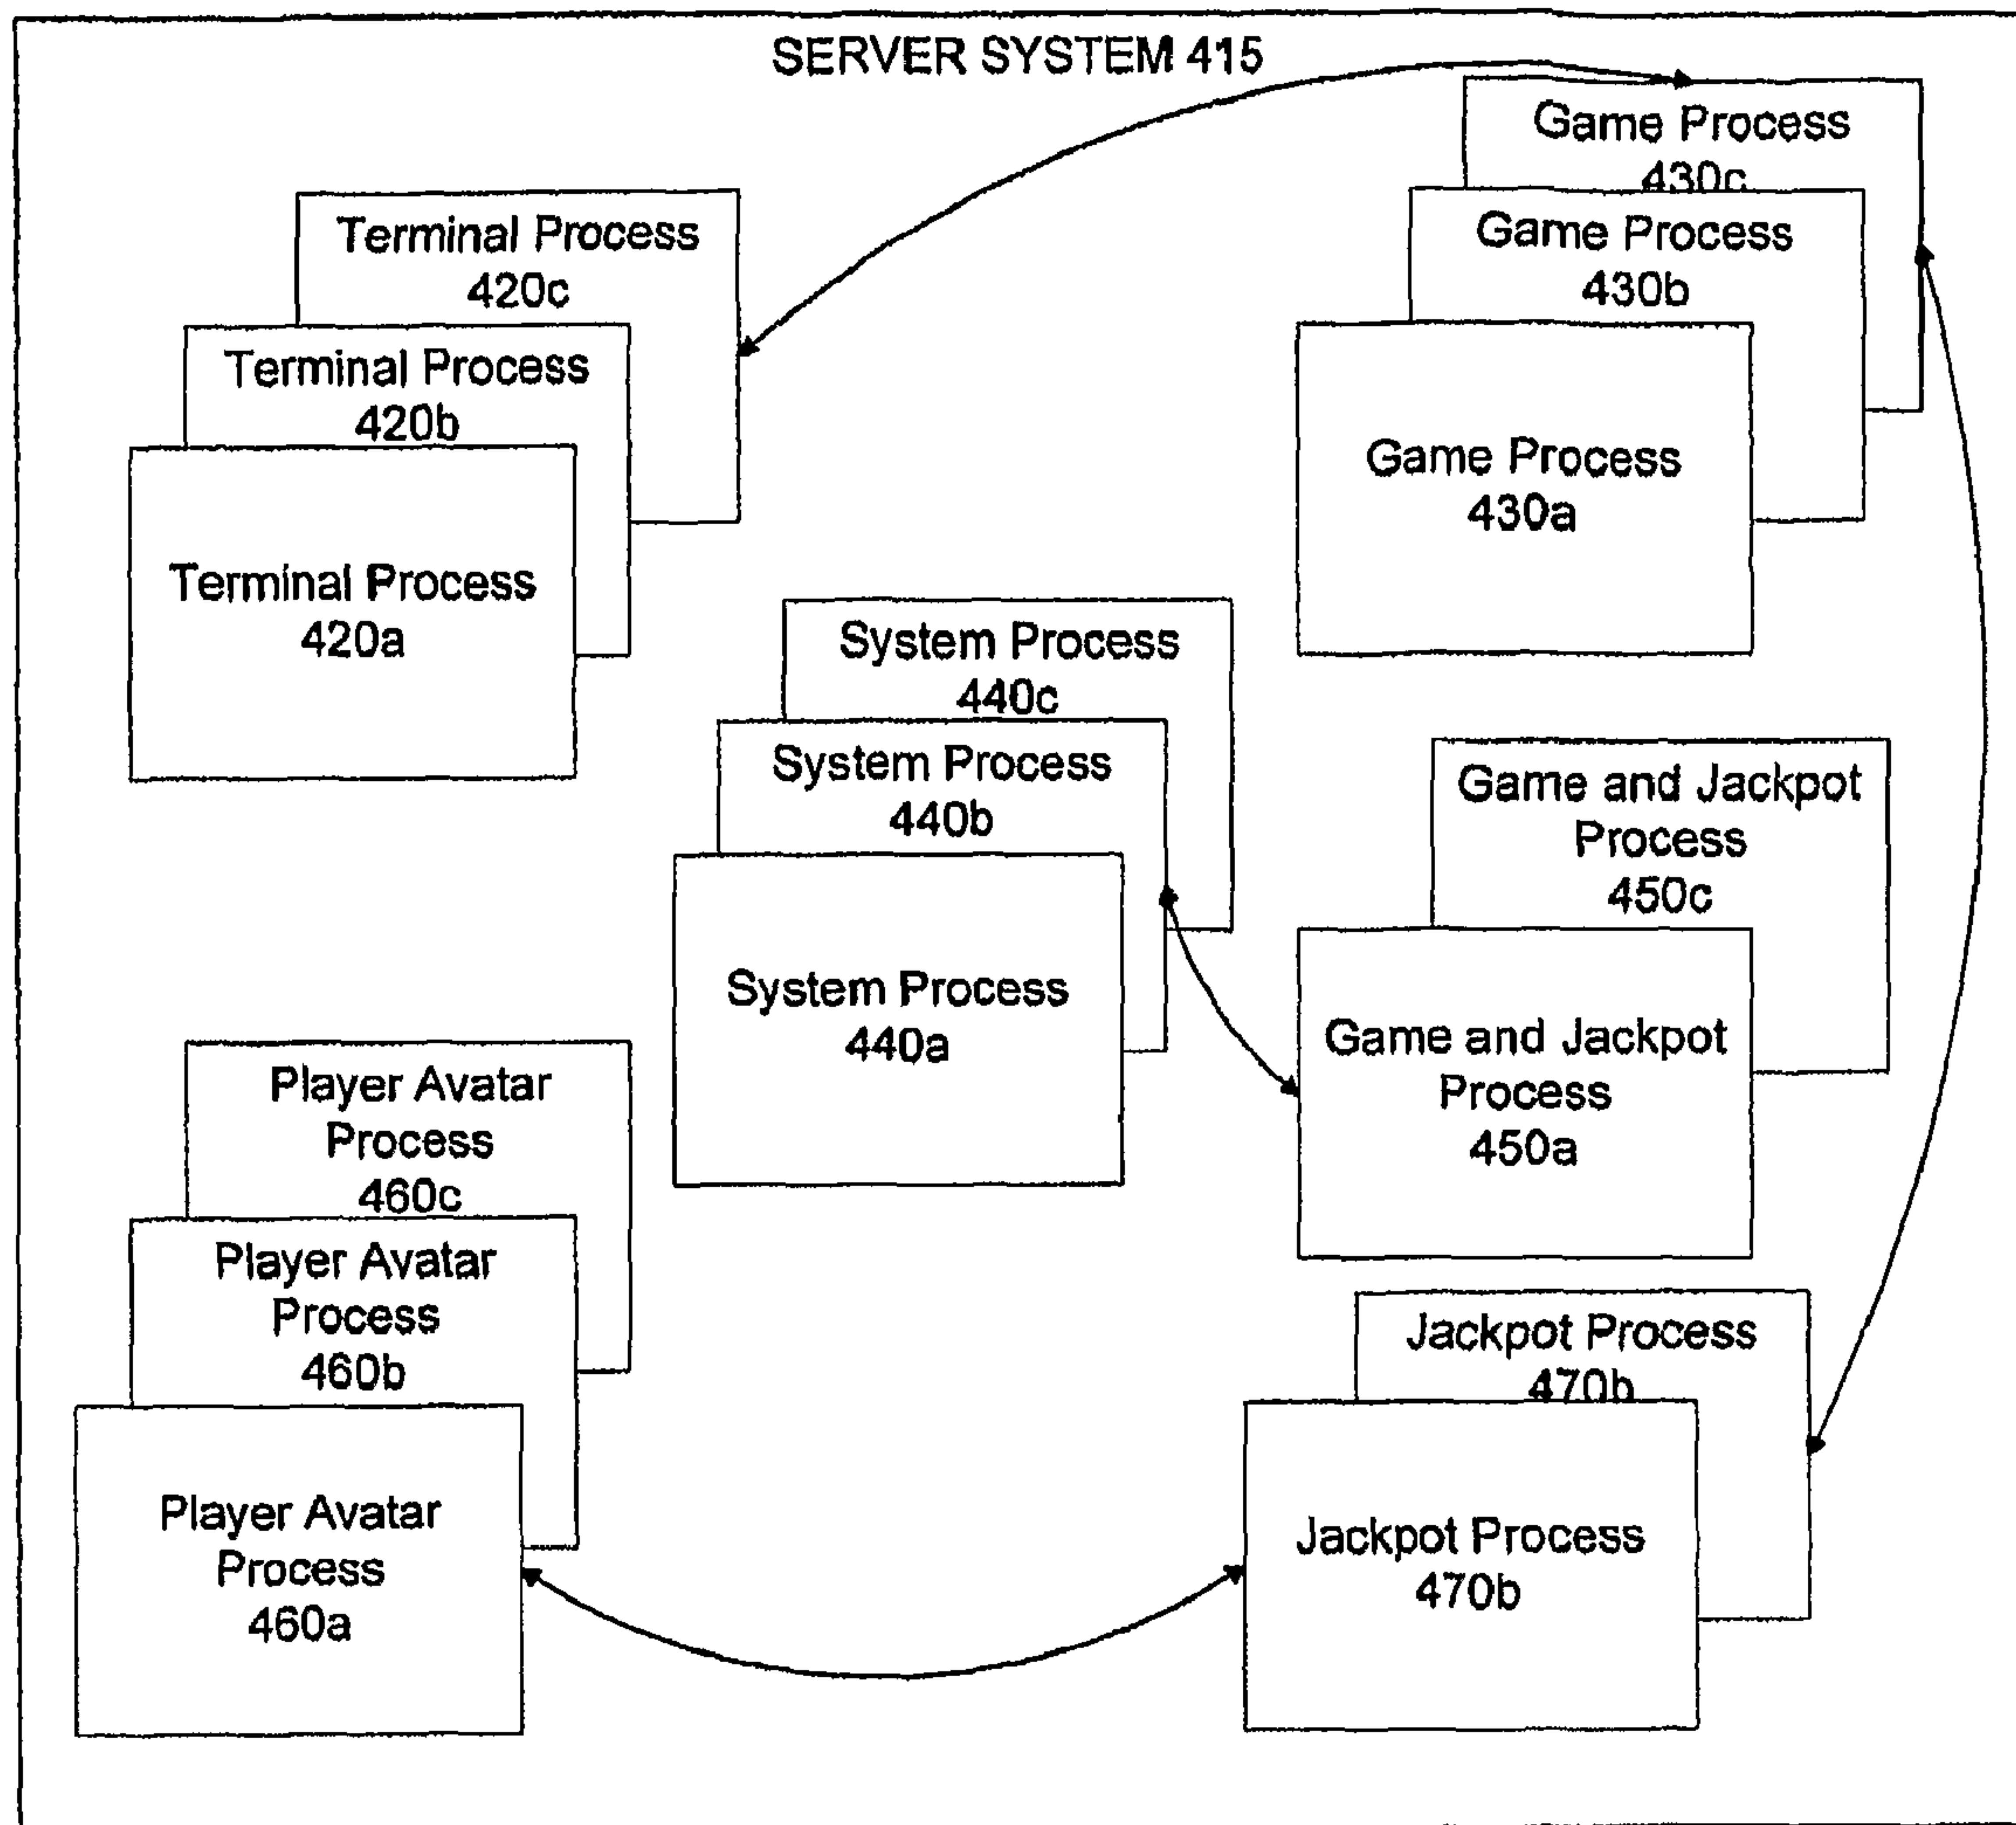 SERVER SYSTEM 415
Game Process
430c
Game Process
430b
Game Process
430a
Terminal Process
420c
Terminal Process
420b
Terminal Process
420a
System Process
440c
System Process
440b
System Process
440a
Game and Jackpot
Process
450c
Game and Jackpot
Process
450a
Player Avatar
Process
460c
Player Avatar
Process
460b
Player Avatar
Process
460a
Jackpot Process
470b
Jackpot Process
470b